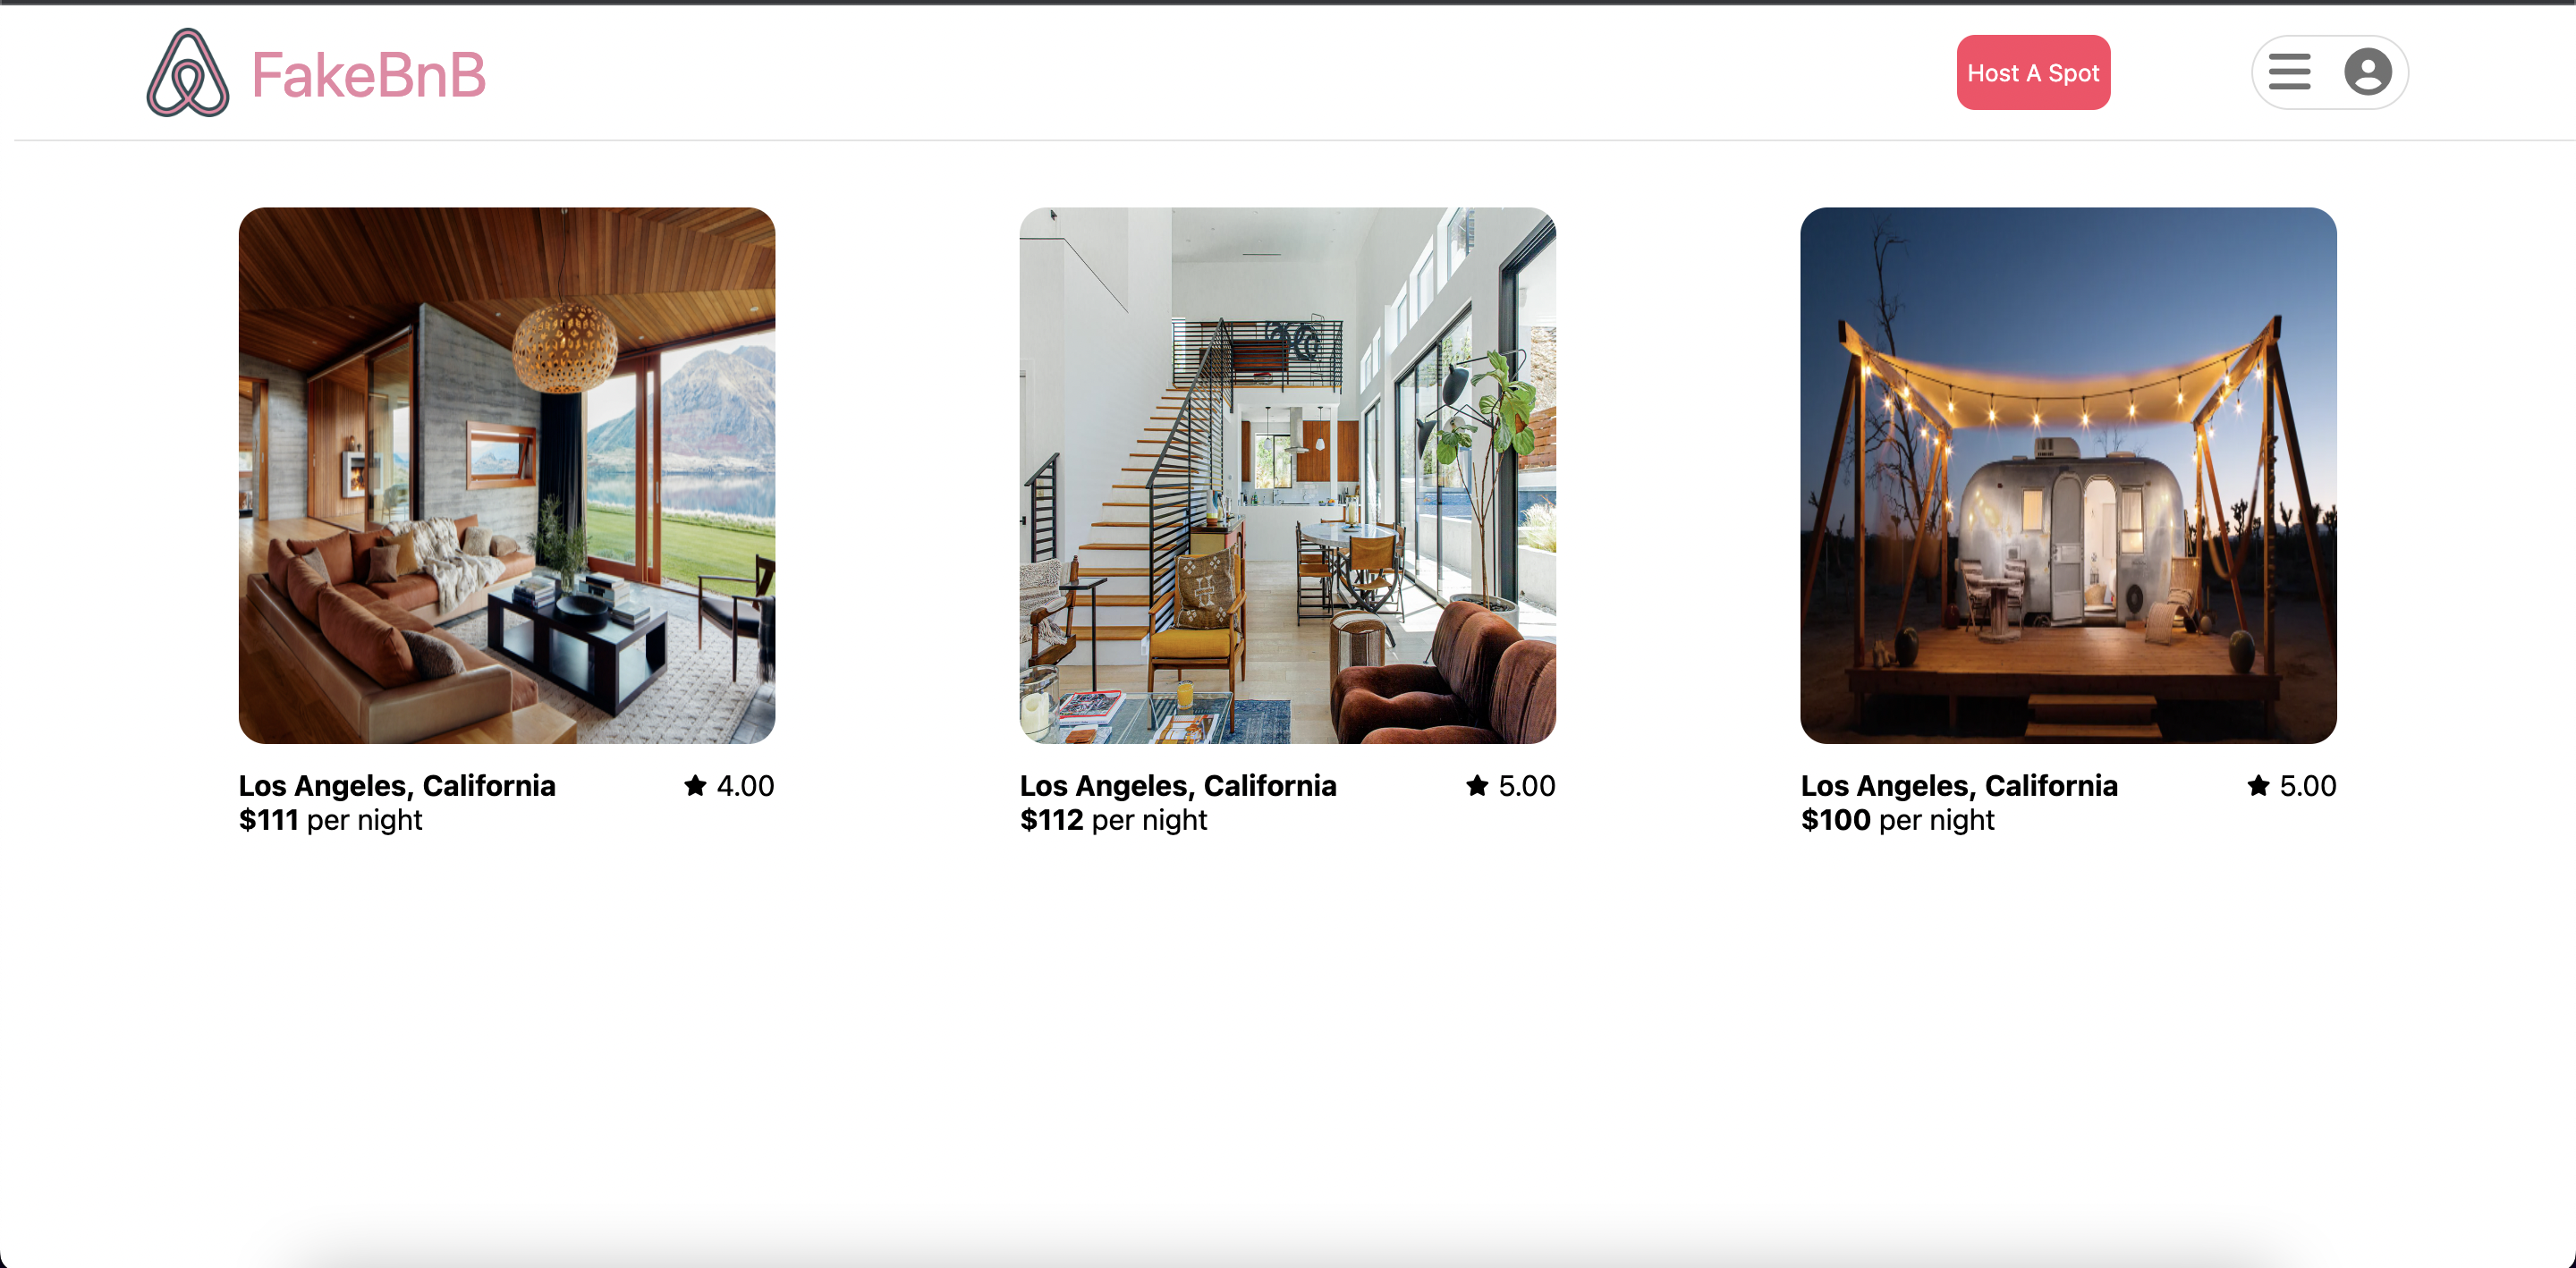 FakeBnB
Host A Spot
Los Angeles, California ★ 4.00
$111 per night
Los Angeles, California ★ 5.00
$112 per night
Los Angeles, California ★ 5.00
$100 per night